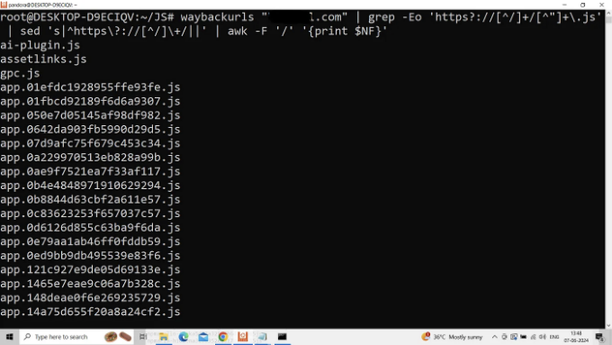 root@DESKTOP-D9ECIQV: ~/JS
root@DESKTOP-D9ECIQV:~/JS# waybackurls "l.com" | grep -Eo 'https?://[^/]+/[^"]+\.js'
| sed 's|^https\?://[^/]\+/||' | awk -F '/' '{print $NF}'
ai-plugin.js
assetlinks.js
gpc.js
app.01efdc1928955ffe93fe.js
app.01fbcd92189f6d6a9307.js
app.050e7d05145af98df982.js
app.0642da903fb5990d29d5.js
app.07d9afc75f679c453c34.js
app.0a229970513eb828a99b.js
app.0ae9f7521ea7f33af117.js
app.0b4e4848971910629294.js
app.0b8844d63cbf2a611e57.js
app.0c83623253f657037c57.js
app.0d6126d855c63ba9f6da.js
app.0e79aa1ab46ff0fddb59.js
app.0ed9bb9db495539e83f6.js
app.121c927e9de05d69133e.js
app.1465e7eae9c06a7b328c.js
app.148deae0f6e269235729.js
app.14a75d655f20a8a24cf2.js
Type here to search
36°C Mostly sunny
ENG
13:48
07-06-2024